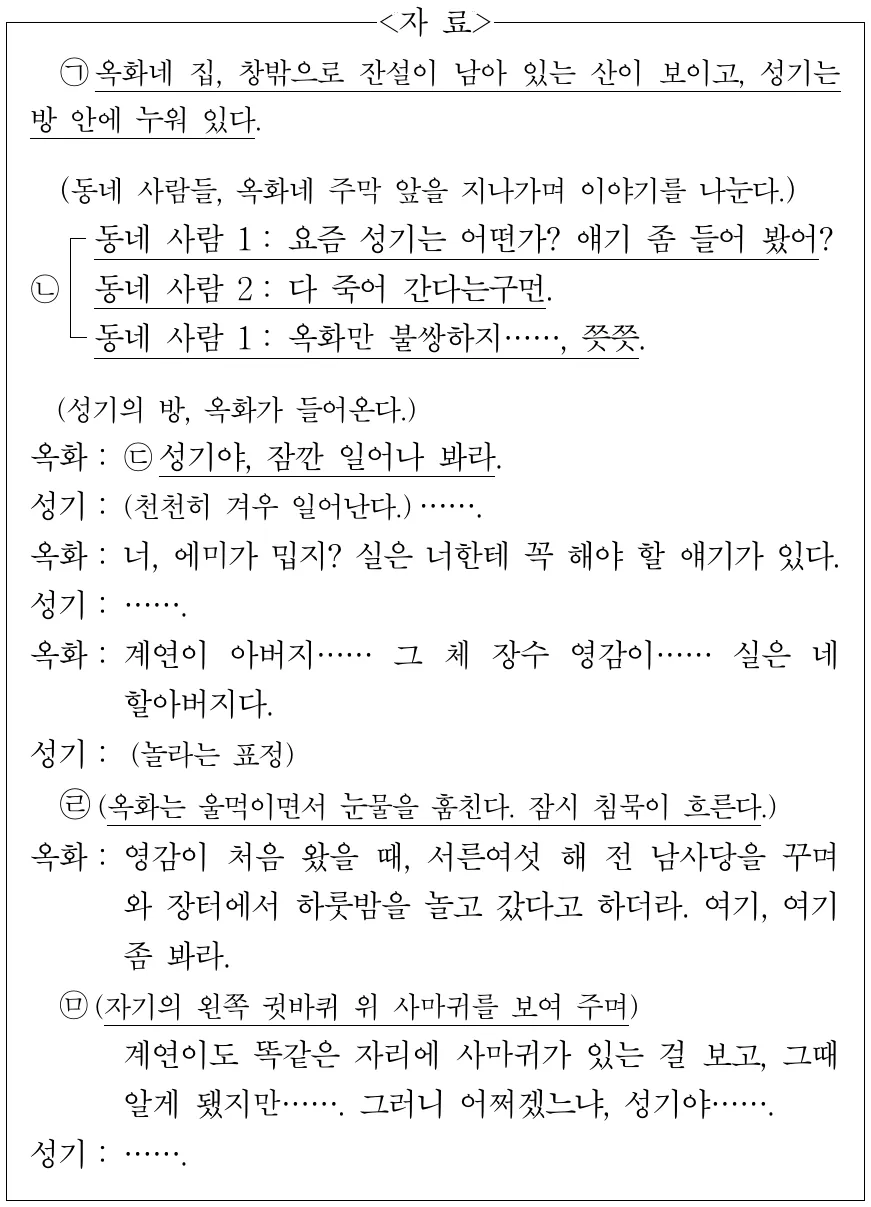 <자 료>
㉠옥화네 집, 창밖으로 잔설이 남아 있는 산이 보이고, 성기는
방 안에 누워 있다.
(동네 사람들, 옥화네 주막 앞을 지나가며 이야기를 나눈다.)
동네 사람 1 : 요즘 성기는 어떤가? 얘기 좀 들어 봤어?
㉡ 동네 사람 2 : 다 죽어 간다는구먼.
동네 사람 1 : 옥화만 불쌍하지……, 쯧쯧.
(성기의 방, 옥화가 들어온다.)
옥화 : ㉢성기야, 잠깐 일어나 봐라.
성기 : (천천히 겨우 일어난다.) …….
옥화 : 너, 에미가 밉지? 실은 너한테 꼭 해야 할 얘기가 있다.
성기 : …….
옥화 : 계연이 아버지…… 그 체 장수 영감이…… 실은 네
할아버지다.
성기 : (놀라는 표정)
㉣(옥화는 울먹이면서 눈물을 훔친다. 잠시 침묵이 흐른다.)
옥화 : 영감이 처음 왔을 때, 서른여섯 해 전 남사당을 꾸며
와 장터에서 하룻밤을 놀고 갔다고 하더라. 여기, 여기
좀 봐라.
㉤(자기의 왼쪽 귓바퀴 위 사마귀를 보여 주며)
계연이도 똑같은 자리에 사마귀가 있는 걸 보고, 그때
알게 됐지만……. 그러니 어쩌겠느냐, 성기야…….
성기 : …….